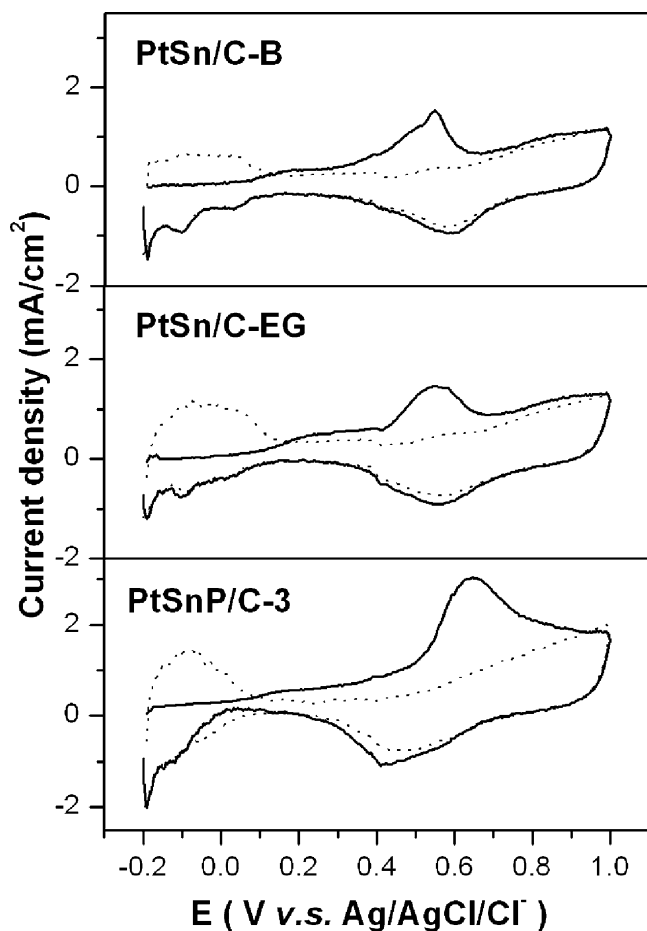 PtSn/C-B
2
0
-2
PtSn/C-EG
2
0
-2
PtSnP/C-3
2
0
-2
Current density (mA/cm²)
-0.2 0.0 0.2 0.4 0.6 0.8 1.0
E ( V v.s. Ag/AgCl/Cl⁻ )